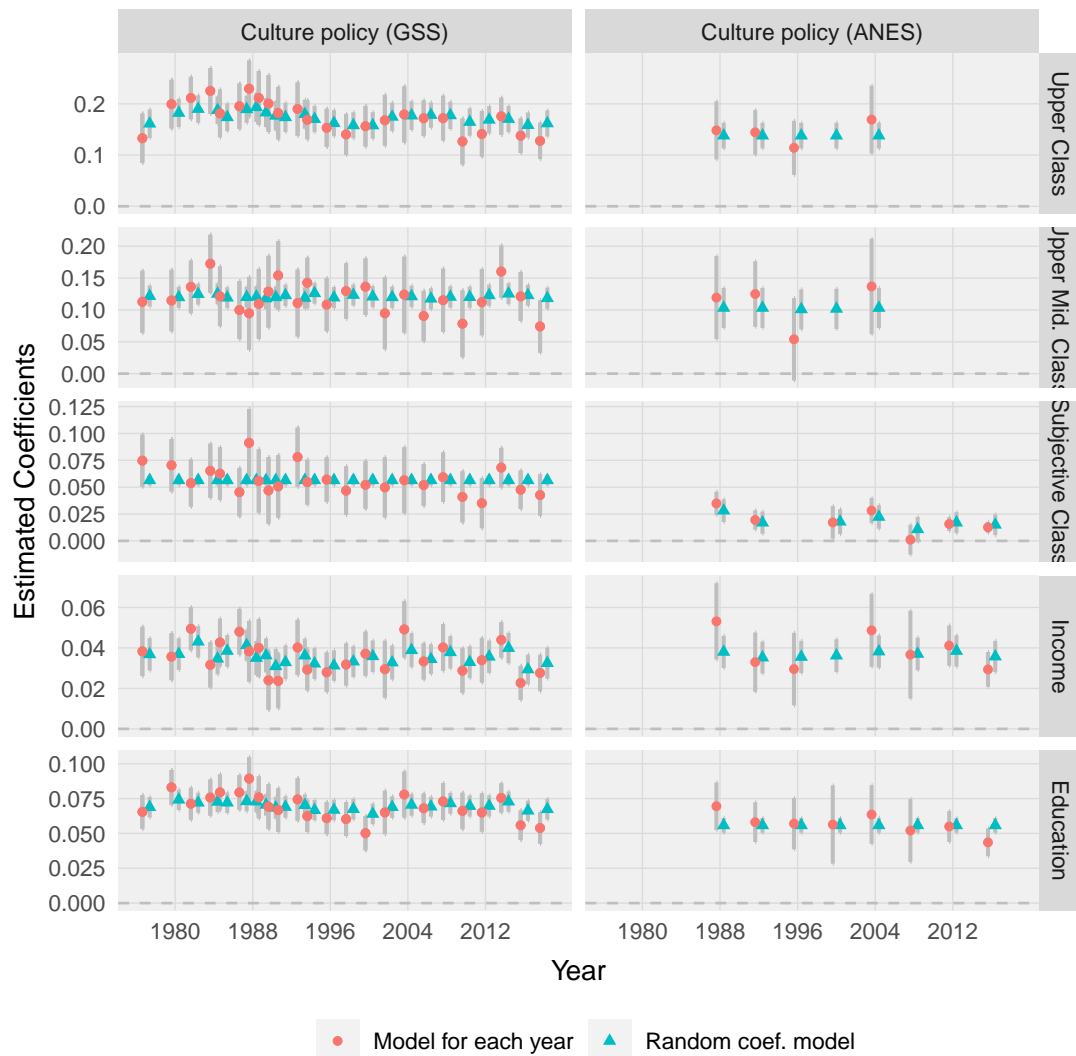 Culture policy (GSS) Culture policy (ANES)
Estimated Coefficients
0.2
0.1
0.0
Upper Class
0.20
0.15
0.10
0.05
0.00
Upper Mid. Class
0.125
0.100
0.075
0.050
0.025
0.000
Subjective Class
0.06
0.04
0.02
0.00
Income
0.100
0.075
0.050
0.025
0.000
Education
1980 1988 1996 2004 2012 1980 1988 1996 2004 2012
Year
Model for each year Random coef. model